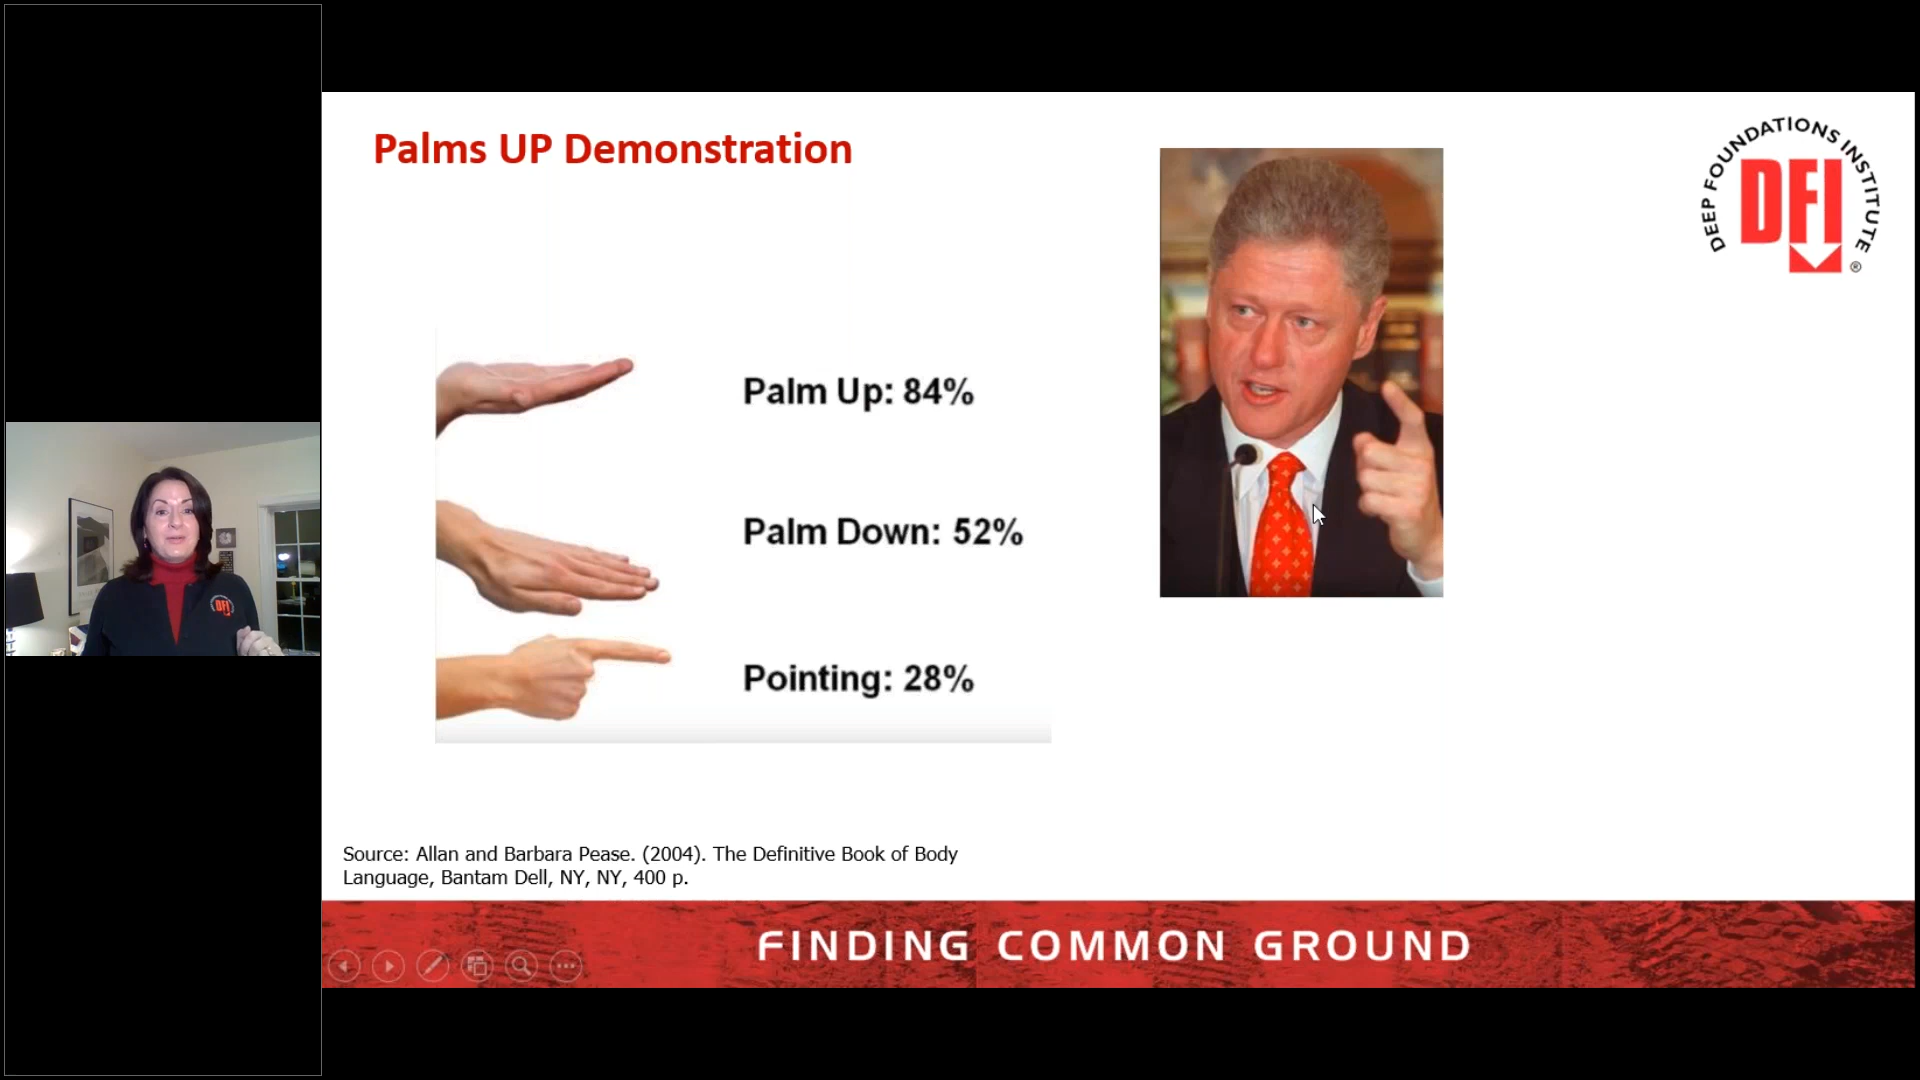 Palms UP Demonstration
DEEP FOUNDATIONS INSTITUTE
DFI
®
Palm Up: 84%
Palm Down: 52%
Pointing: 28%
Source: Allan and Barbara Pease. (2004). The Definitive Book of Body
Language, Bantam Dell, NY, NY, 400 p.
FINDING COMMON GROUND
DFI